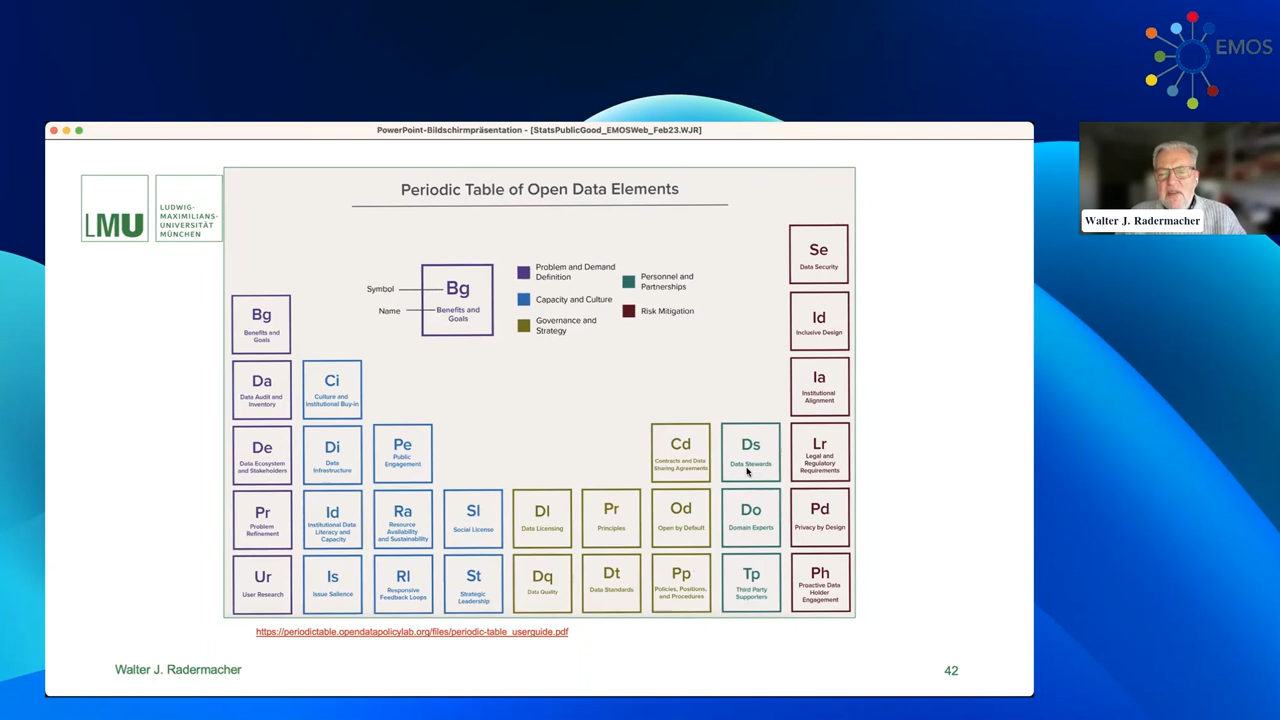 EMOS
PowerPoint-Bildschirmpräsentation - [StatsPublicGood_EMOSWeb_Feb23.WJR]
LMU
LUDWIG-
MAXIMILIANS-
UNIVERSITÄT
MÜNCHEN
Periodic Table of Open Data Elements
Symbol
Name
Bg
Benefits and
Goals
Problem and Demand
Definition
Capacity and Culture
Governance and
Strategy
Personnel and
Partnerships
Risk Mitigation
Walter J. Radermacher
Se
Data Security
Bg
Benefits and
Goals
Id
Inclusive Design
Da
Data Audit and
Inventory
Ci
Culture and
Institutional Buy-in
Ia
Institutional
Alignment
De
Data Ecosystem
and Stakeholders
Di
Data
Infrastructure
Pe
Public
Engagement
Cd
Contracts and Data
Sharing Agreements
Ds
Data Stewards
Lr
Legal and
Regulatory
Requirements
Pr
Problem
Refinement
Id
Institutional Data
Literacy and
Capacity
Ra
Resource
Availability
and Sustainability
Sl
Social License
Dl
Data Licensing
Pr
Principles
Od
Open by Default
Do
Domain Experts
Pd
Privacy by Design
Ur
User Research
Is
Issue Salience
Rl
Responsive
Feedback Loops
St
Strategic
Leadership
Dq
Data Quality
Dt
Data Standards
Pp
Policies, Positions,
and Procedures
Tp
Third Party
Supporters
Ph
Proactive Data
Holder
Engagement
https://periodictable.opendatapolicylab.org/files/periodic-table_userguide.pdf
Walter J. Radermacher
42